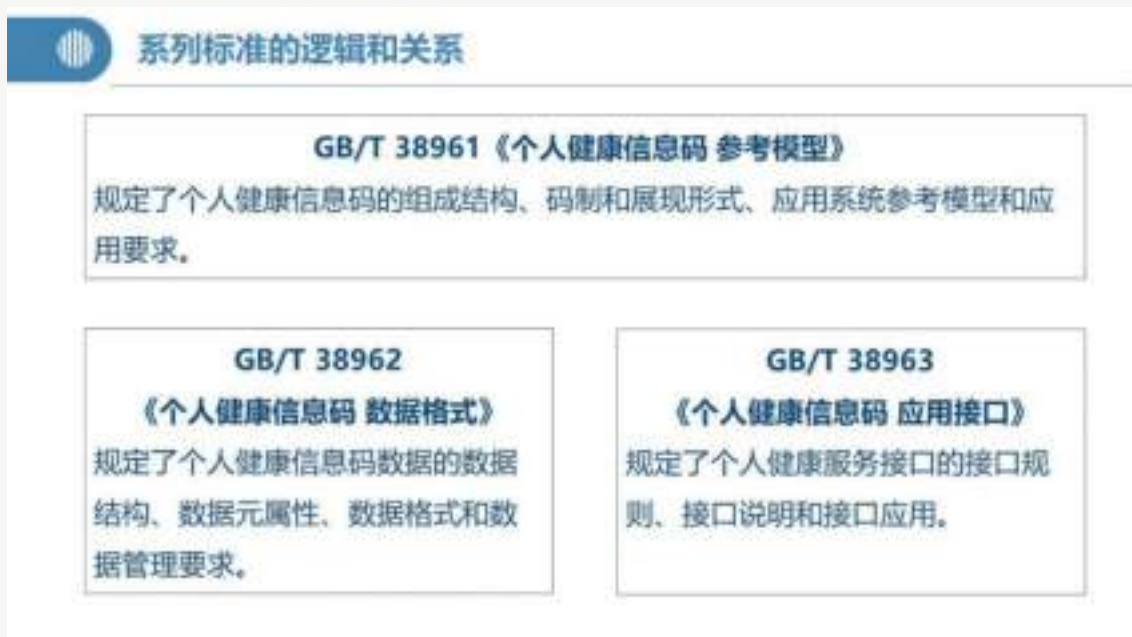 系列标准的逻辑和关系
GB/T 38961《个人健康信息码 参考模型》
规定了个人健康信息码的组成结构、码制和展现形式、应用系统参考模型和应
用要求。
GB/T 38962
《个人健康信息码 数据格式》
规定了个人健康信息码数据的数据
结构、数据元属性、数据格式和数
据管理要求。
GB/T 38963
《个人健康信息码 应用接口》
规定了个人健康服务接口的接口规
则、接口说明和接口应用。